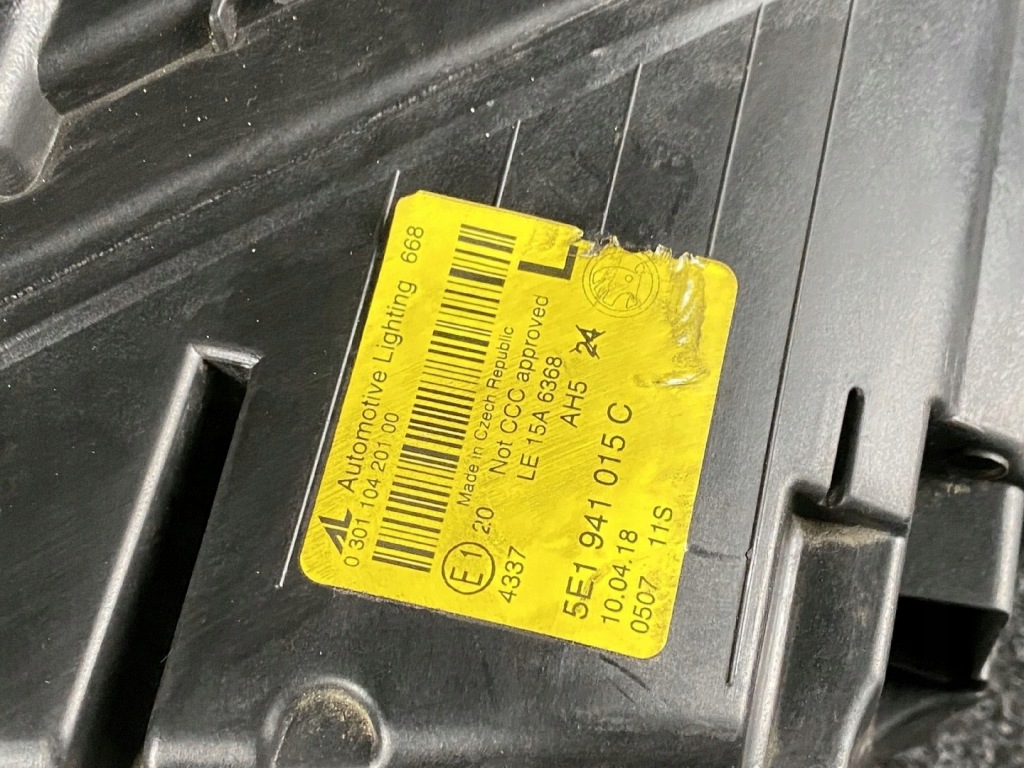 AL Automotive Lighting 668
0 301 104 201 00
Made in Czech Republic L
E1 20 Not CCC approved
LE 15A 6368
4337 AH5 24
5E1 941 015 C
10.04.18
0507 11S